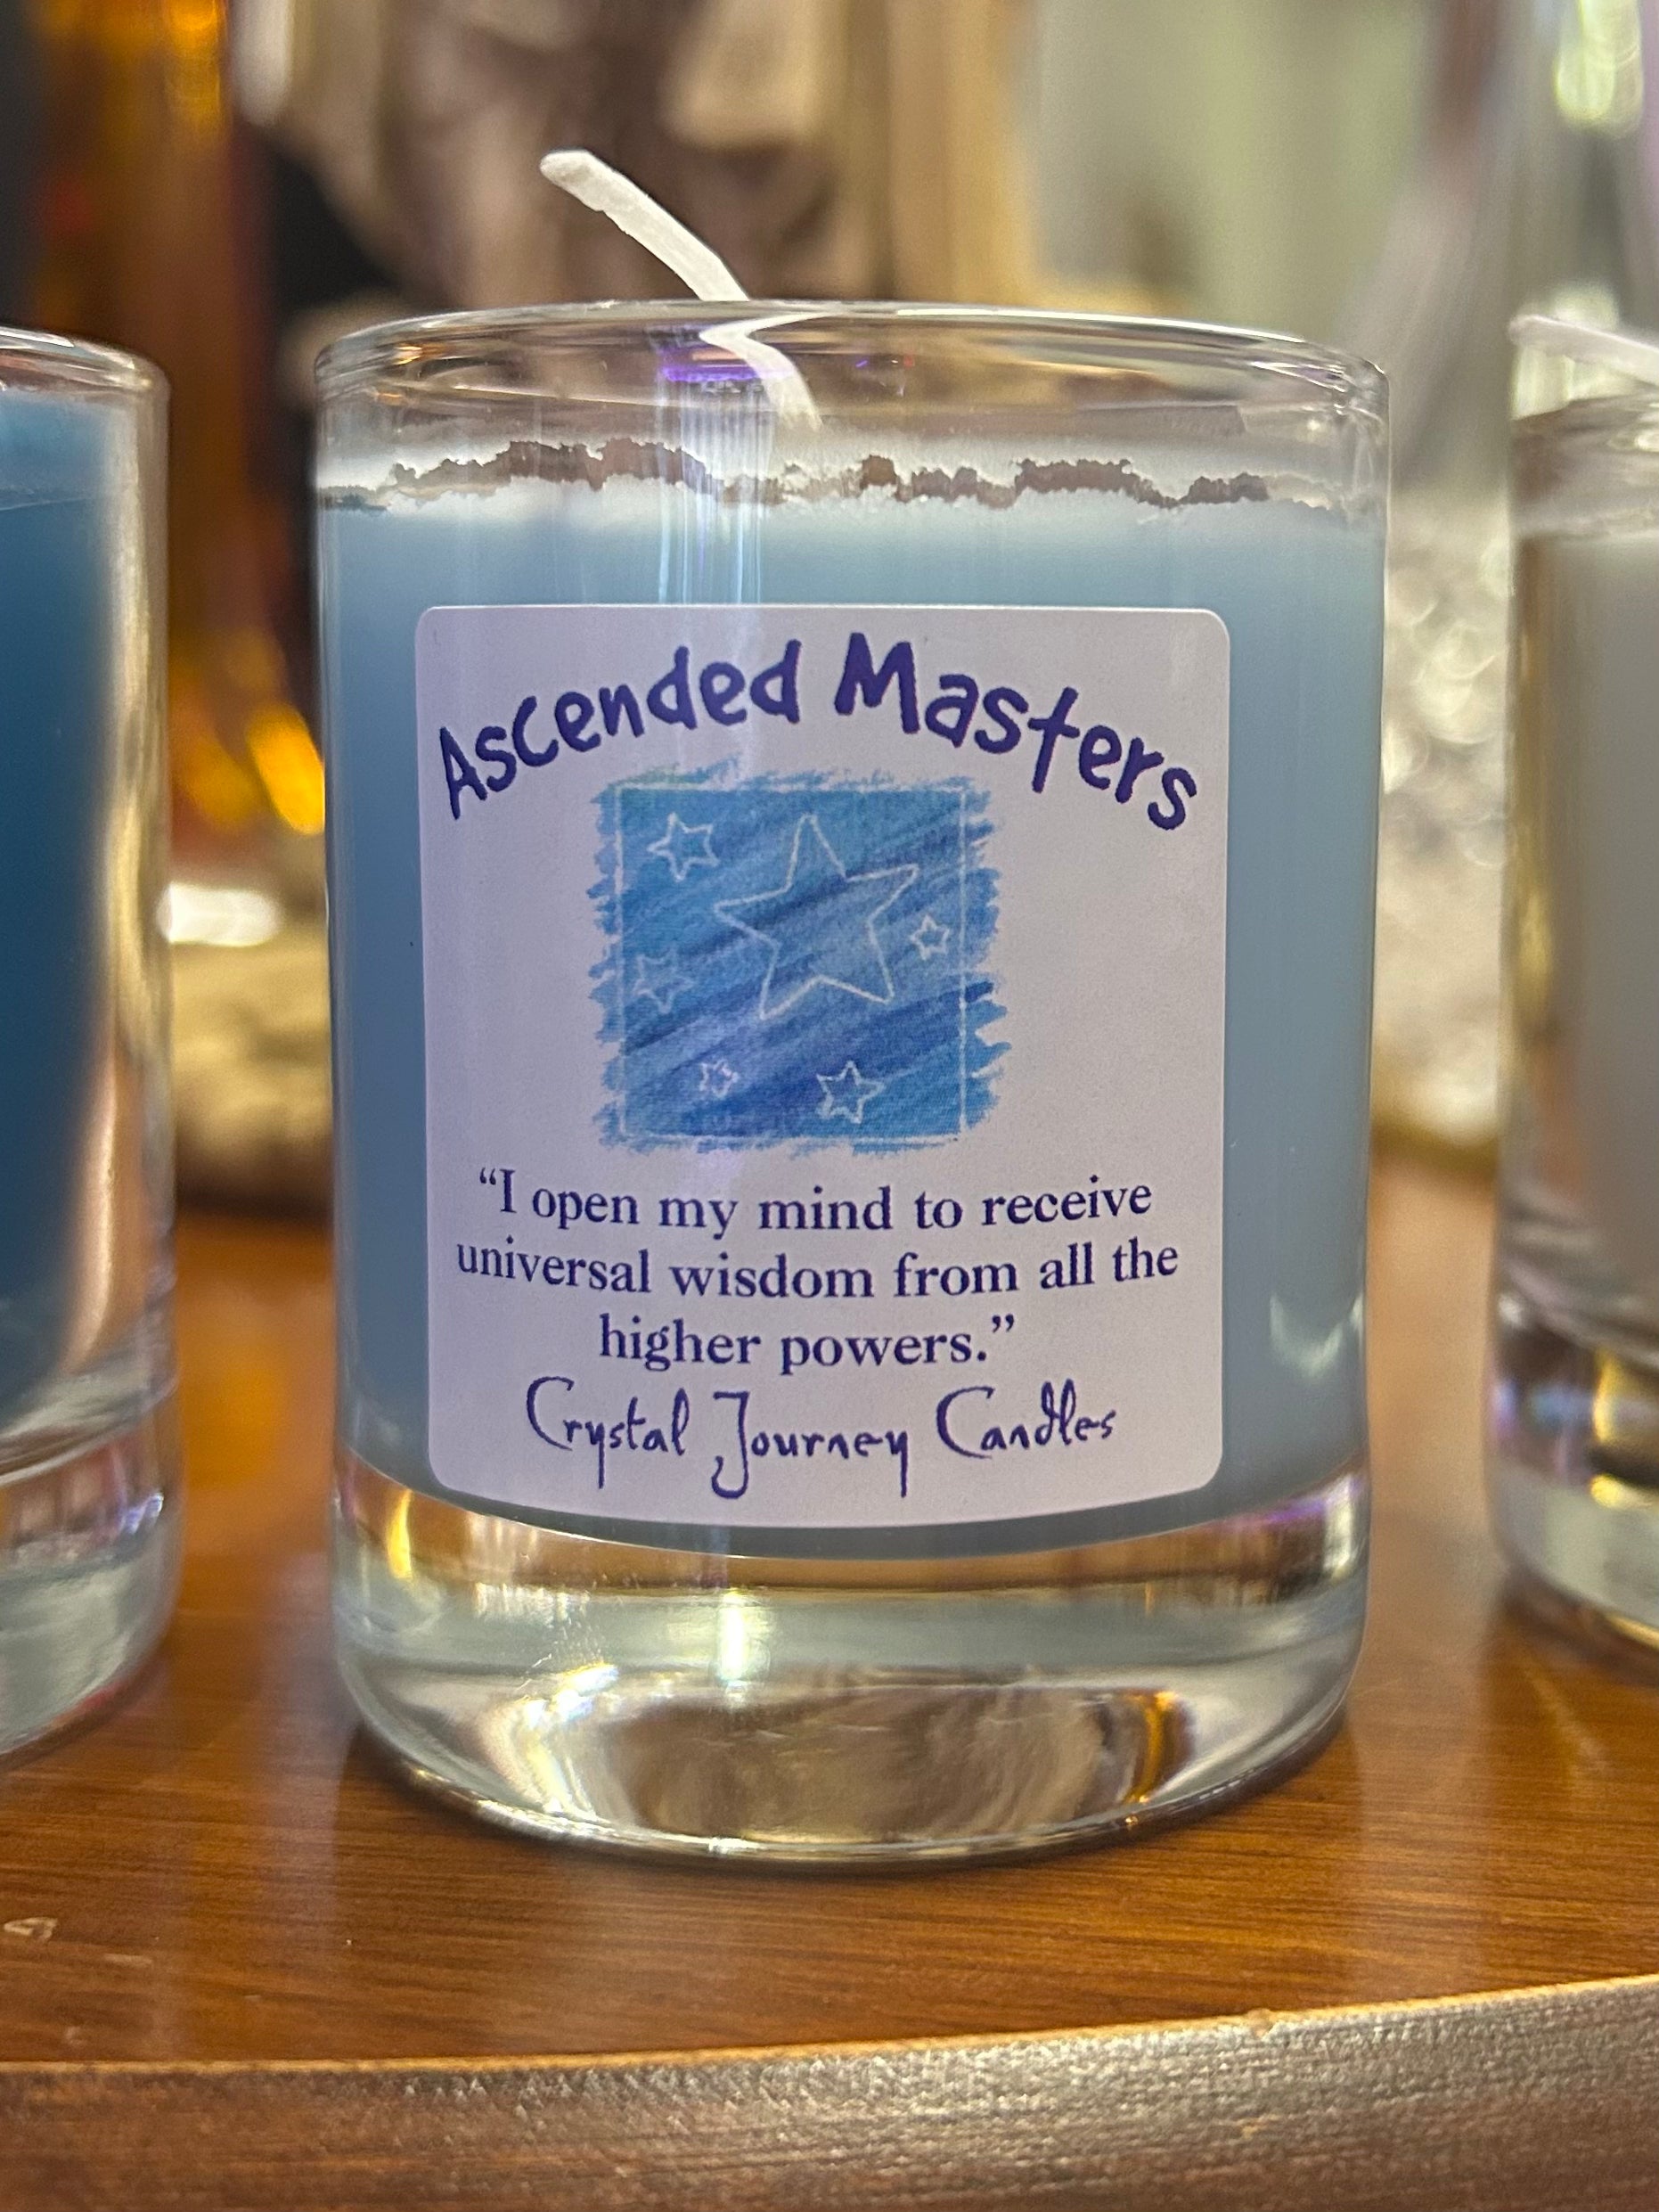 Ascended Masters
“I open my mind to receive
universal wisdom from all the
higher powers.”
Crystal Journey Candles